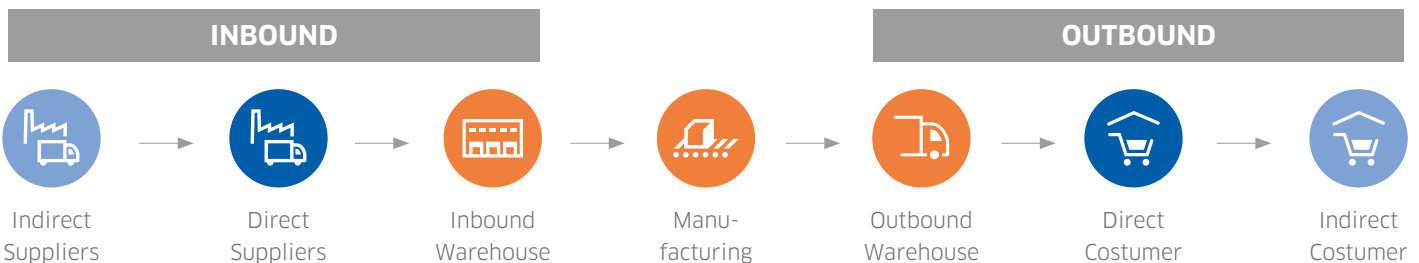 INBOUND
OUTBOUND
Indirect
Suppliers
Direct
Suppliers
Inbound
Warehouse
Manu-
facturing
Outbound
Warehouse
Direct
Costumer
Indirect
Costumer